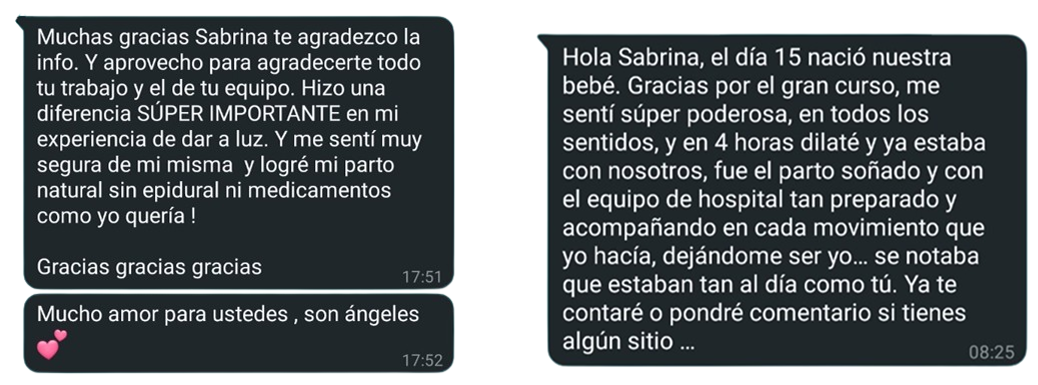 Muchas gracias Sabrina te agradezco la
info. Y aprovecho para agradecerte todo
tu trabajo y el de tu equipo. Hizo una
diferencia SÚPER IMPORTANTE en mi
experiencia de dar a luz. Y me sentí muy
segura de mi misma  y logré mi parto
natural sin epidural ni medicamentos
como yo quería !
Gracias gracias gracias
17:51
Mucho amor para ustedes , son ángeles
💕
17:52
Hola Sabrina, el día 15 nació nuestra
bebé. Gracias por el gran curso, me
sentí súper poderosa, en todos los
sentidos, y en 4 horas dilaté y ya estaba
con nosotros, fue el parto soñado y con
el equipo de hospital tan preparado y
acompañando en cada movimiento que
yo hacía, dejándome ser yo... se notaba
que estaban tan al día como tú. Ya te
contaré o pondré comentario si tienes
algún sitio ...
08:25